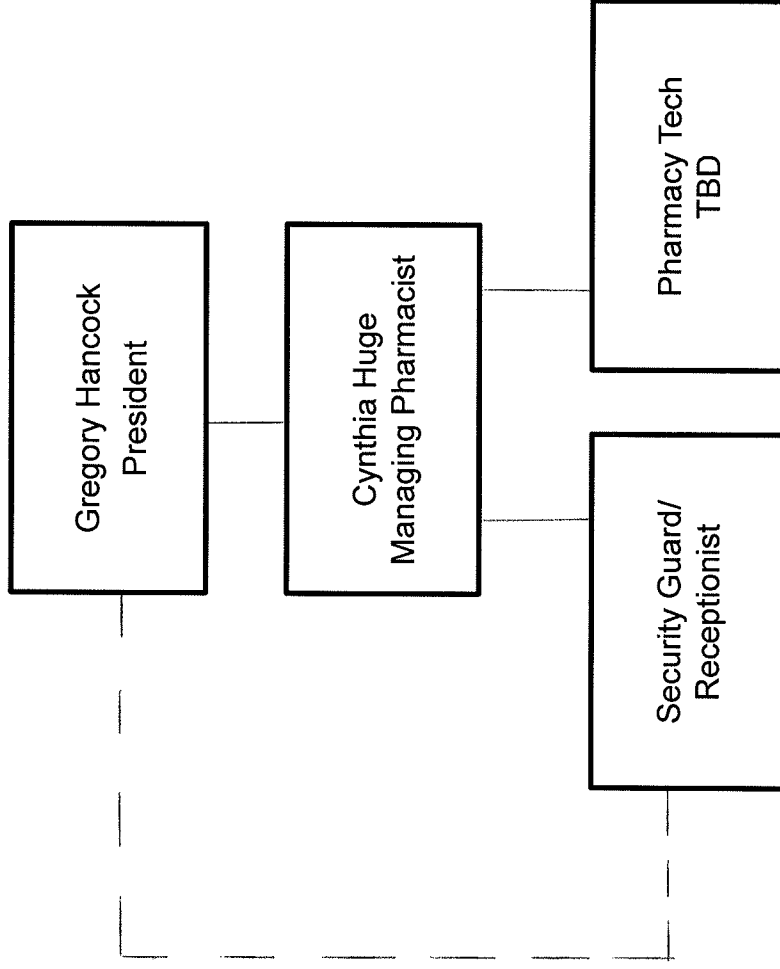 Gregory Hancock
President
Cynthia Huge
Managing Pharmacist
Security Guard/
Receptionist
Pharmacy Tech
TBD